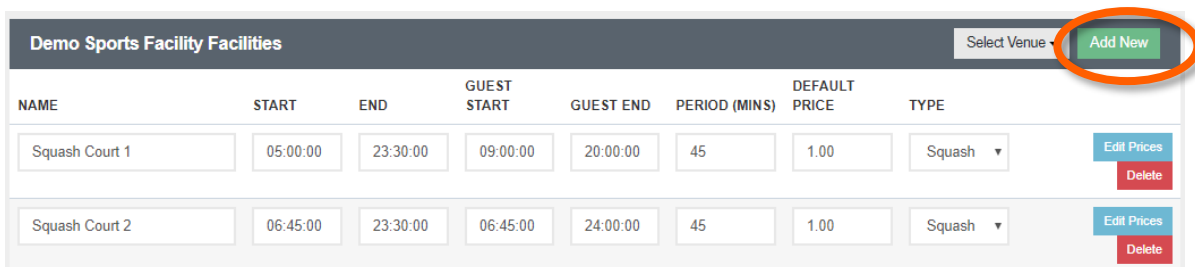 Demo Sports Facility Facilities Select Venue Add New
NAME START END GUEST START GUEST END PERIOD (MINS) DEFAULT PRICE TYPE
Squash Court 1 05:00:00 23:30:00 09:00:00 20:00:00 45 1.00 Squash Edit Prices
Delete
Squash Court 2 06:45:00 23:30:00 06:45:00 24:00:00 45 1.00 Squash Edit Prices
Delete